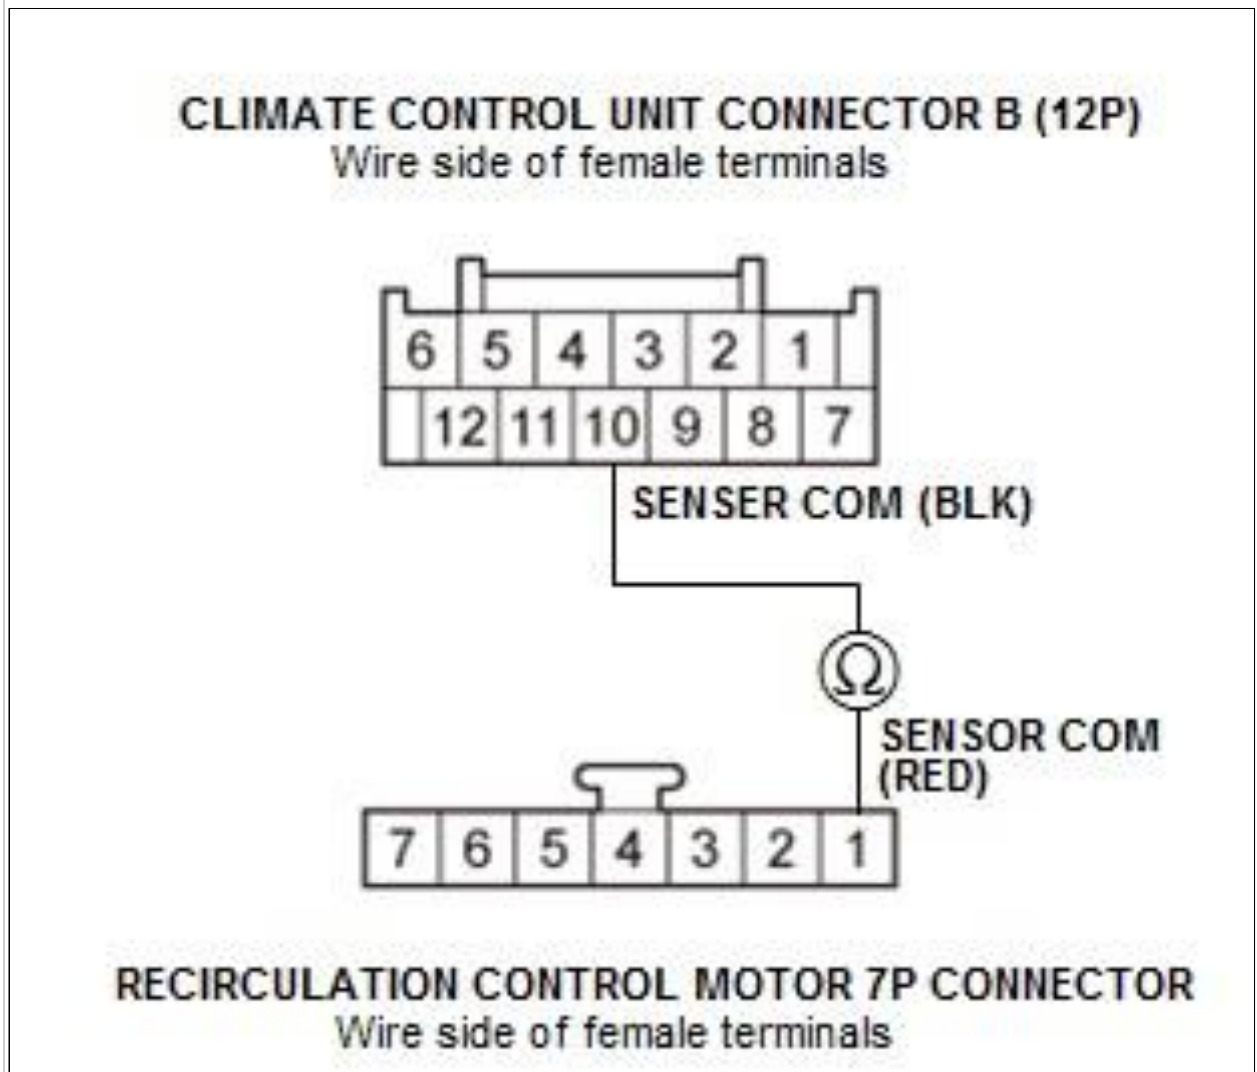 CLIMATE CONTROL UNIT CONNECTOR B (12P)
Wire side of female terminals
6 5 4 3 2 1
12 11 10 9 8 7
SENSER COM (BLK)
Ω
SENSOR COM
(RED)
7 6 5 4 3 2 1
RECIRCULATION CONTROL MOTOR 7P CONNECTOR
Wire side of female terminals